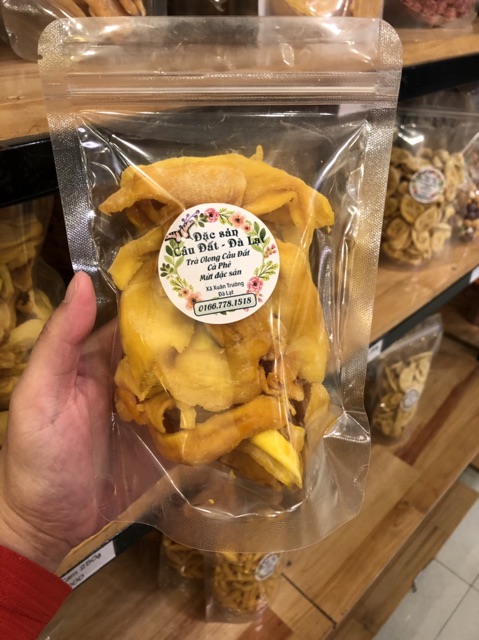 Đặc sản
Cầu Đất - Đà Lạt
Trà Olong Cầu Đất
Cà Phê
Mứt đặc sản
Xã Xuân Trường
Đà Lạt
0166.778.1518